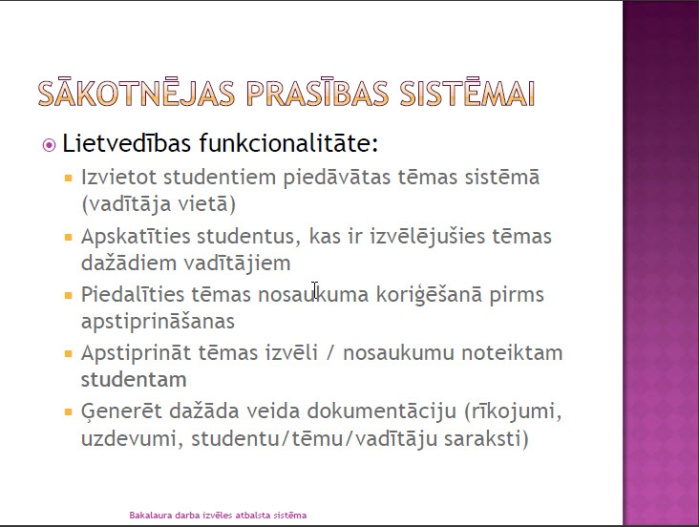 SĀKOTNĒJAS PRASĪBAS SISTĒMAI
Lietvedības funkcionalitāte:
Izvietot studentiem piedāvātas tēmas sistēmā
(vadītāja vietā)
Apskatīties studentus, kas ir izvēlējušies tēmas
dažādiem vadītājiem
Piedalīties tēmas nosaukuma koriģēšanā pirms
apstiprināšanas
Apstiprināt tēmas izvēli / nosaukumu noteiktam
studentam
Ģenerēt dažāda veida dokumentāciju (rīkojumi,
uzdevumi, studentu/tēmu/vadītāju saraksti)
Bakalaura darba izvēles atbalsta sistēma